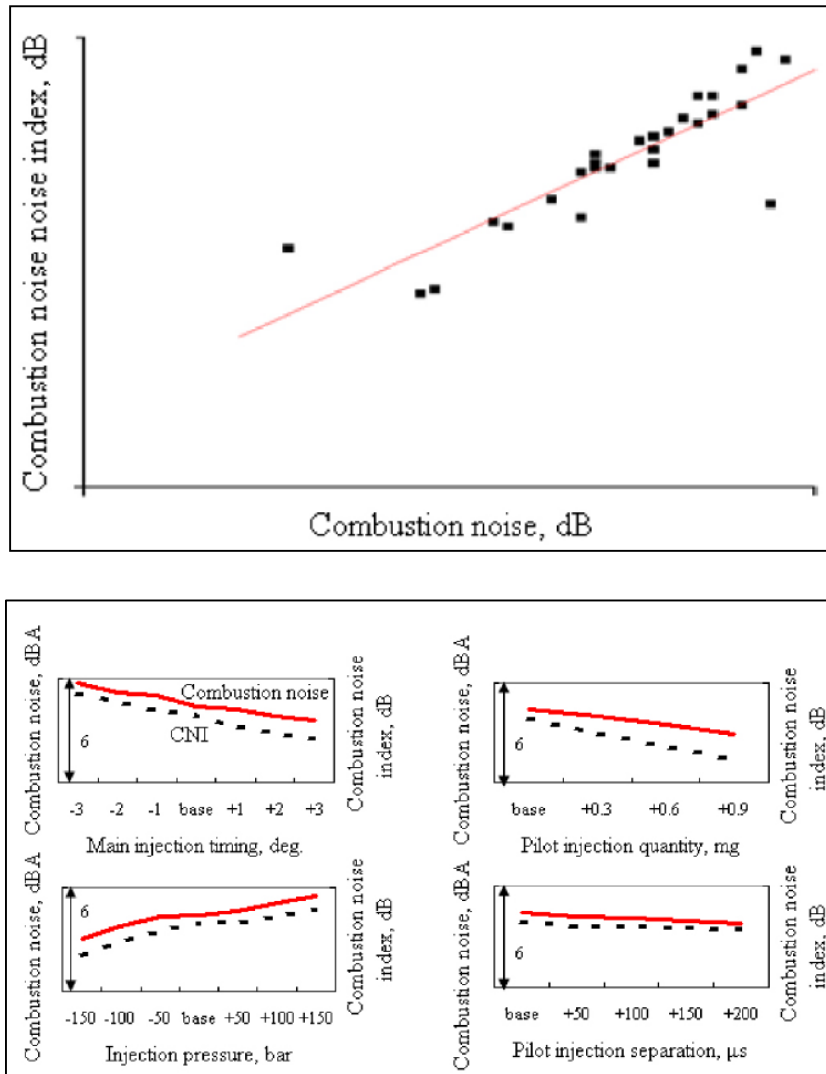 Combustion noise noise index, dB
Combustion noise, dB
Combustion noise, dBA
6
Combustion noise
CNI
Combustion noise
index, dB
-3 -2 -1 base +1 +2 +3
Main injection timing, deg.
Combustion noise, dBA
6
Combustion noise
index, dB
base +0.3 +0.6 +0.9
Pilot injection quantity, mg
Combustion noise, dBA
6
Combustion noise
index, dB
-150 -100 -50 base +50 +100 +150
Injection pressure, bar
Combustion noise, dBA
6
Combustion noise
index, dB
base +50 +100 +150 +200
Pilot injection separation, μs